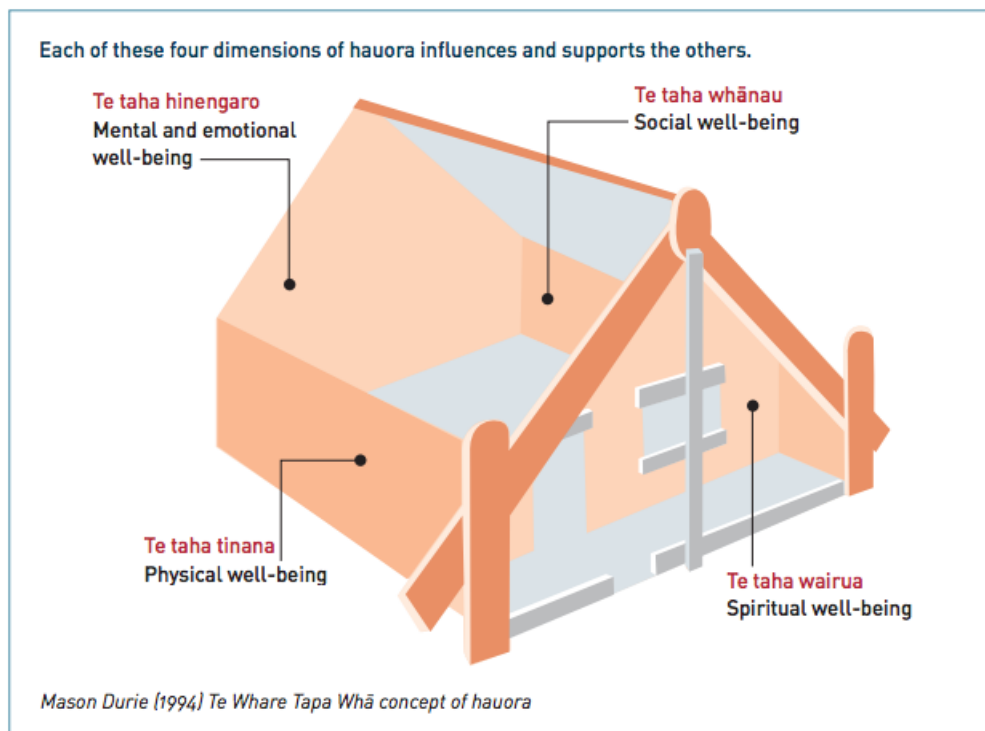 Each of these four dimensions of hauora influences and supports the others.
Te taha hinengaro
Mental and emotional
well-being
Te taha whānau
Social well-being
Te taha tinana
Physical well-being
Te taha wairua
Spiritual well-being
Mason Durie (1994) Te Whare Tapa Whā concept of hauora